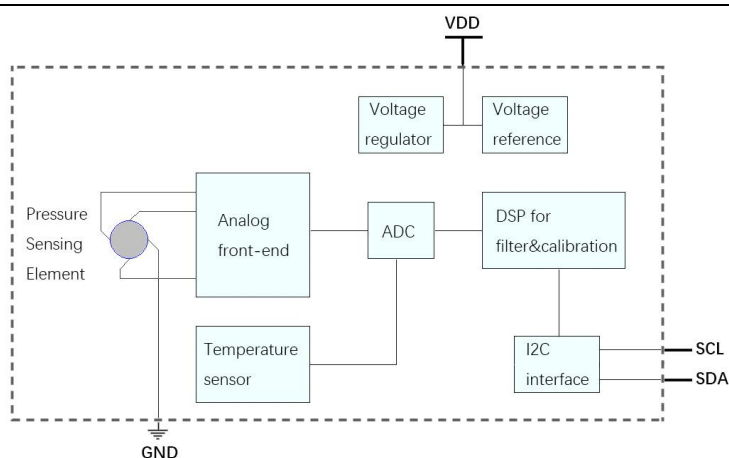 VDD
Voltage
regulator
Voltage
reference
Pressure
Sensing
Element
Analog
front-end
ADC
DSP for
filter&calibration
Temperature
sensor
I2C
interface
SCL
SDA
GND